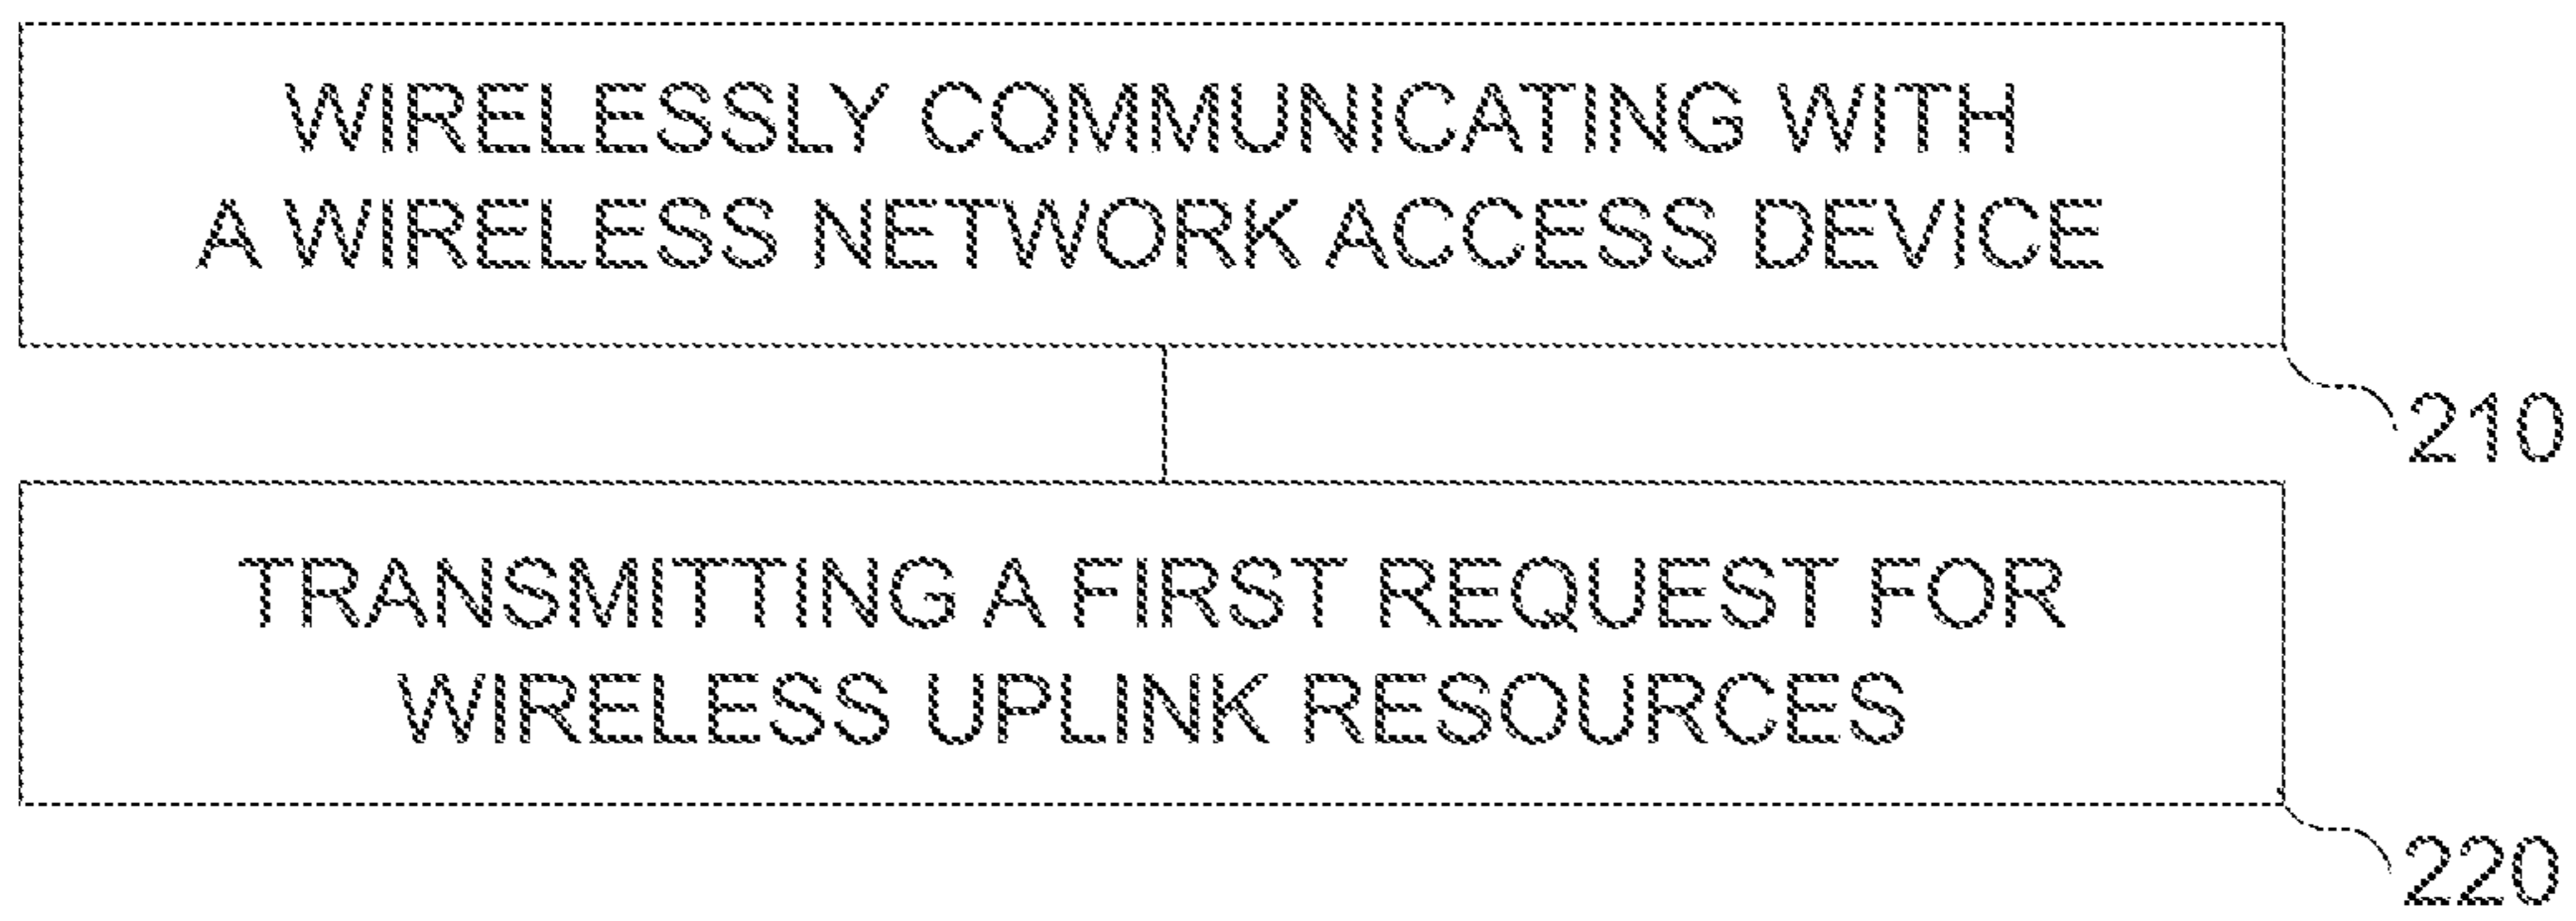 WIRELESSLY COMMUNICATING WITH
A WIRELESS NETWORK ACCESS DEVICE
210
TRANSMITTING A FIRST REQUEST FOR
WIRELESS UPLINK RESOURCES
220